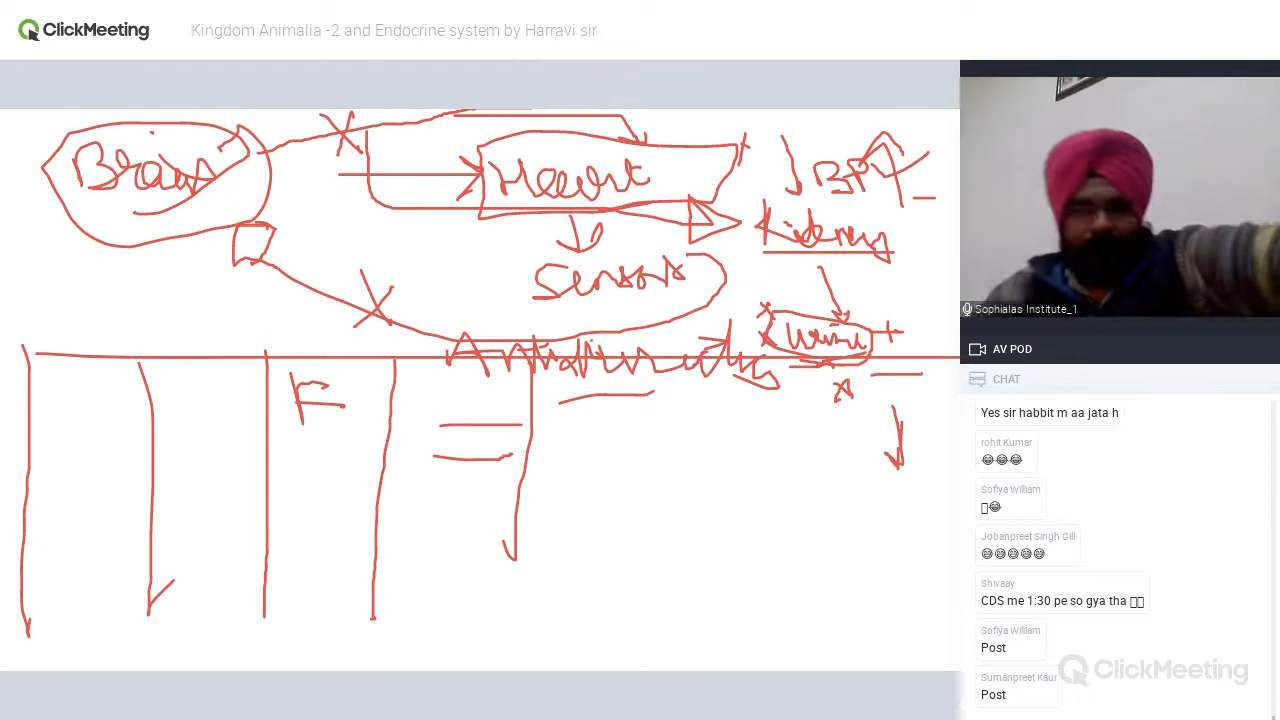 ClickMeeting
Kingdom Animalia -2 and Endocrine system by Harravi sir
Brain
Heart
BP
Kidney
Sensors
Urine
Antidiuretic
F
Sophialas Institute_1
AV POD
CHAT
Yes sir habbit m aa jata h
rohit Kumar
😂😂😂
Sofiya William
😂
Jobanpreet Singh Gill
😅😅😅😅😅
Shivaay
CDS me 1:30 pe so gya tha
Sofiya William
Post
Sumanpreet Kaur
Post
ClickMeeting